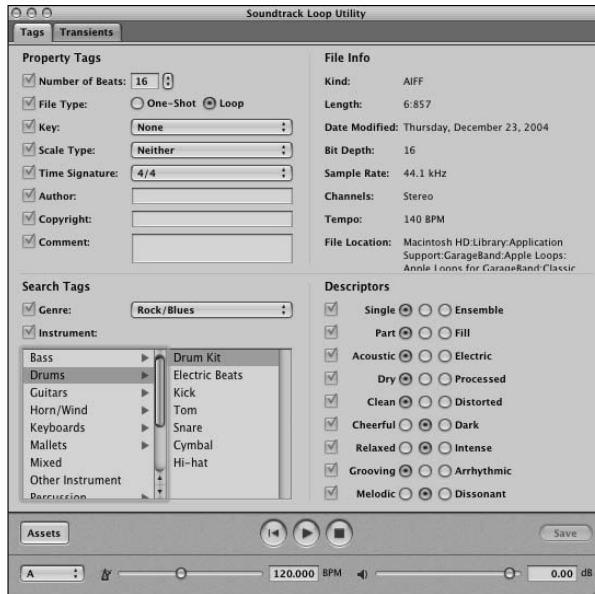 Soundtrack Loop Utility
Tags Transients
Property Tags
Number of Beats: 16
File Type: One-Shot Loop
Key: None
Scale Type: Neither
Time Signature: 4/4
Author:
Copyright:
Comment:
File Info
Kind: AIFF
Length: 6:857
Date Modified: Thursday, December 23, 2004
Bit Depth: 16
Sample Rate: 44.1 kHz
Channels: Stereo
Tempo: 140 BPM
File Location: Macintosh HD:Library:Application
Support:GarageBand:Apple Loops:
Apple Loops for GarageBand:Classic
Search Tags
Genre: Rock/Blues
Instrument:
Bass
Drums
Guitars
Horn/Wind
Keyboards
Mallets
Mixed
Other Instrument
Percussion
Drum Kit
Electric Beats
Kick
Tom
Snare
Cymbal
Hi-hat
Descriptors
Single Ensemble
Part Fill
Acoustic Electric
Dry Processed
Clean Distorted
Cheerful Dark
Relaxed Intense
Grooving Arrhythmic
Melodic Dissonant
Assets
Save
A 120.000 BPM 0.00 dB